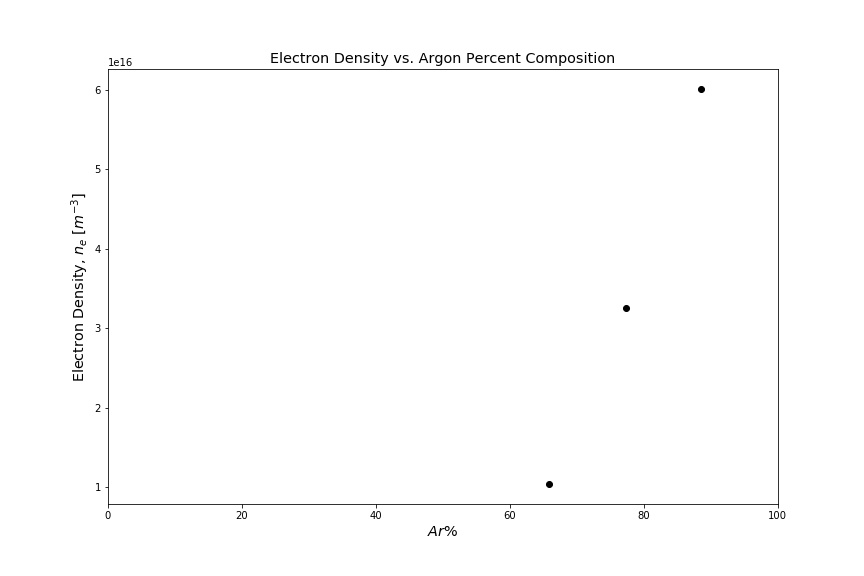 Electron Density vs. Argon Percent Composition
1e16
6
5
4
3
2
1
Electron Density, $n_e$ [$m^{-3}$]
0 20 40 60 80 100
Ar%